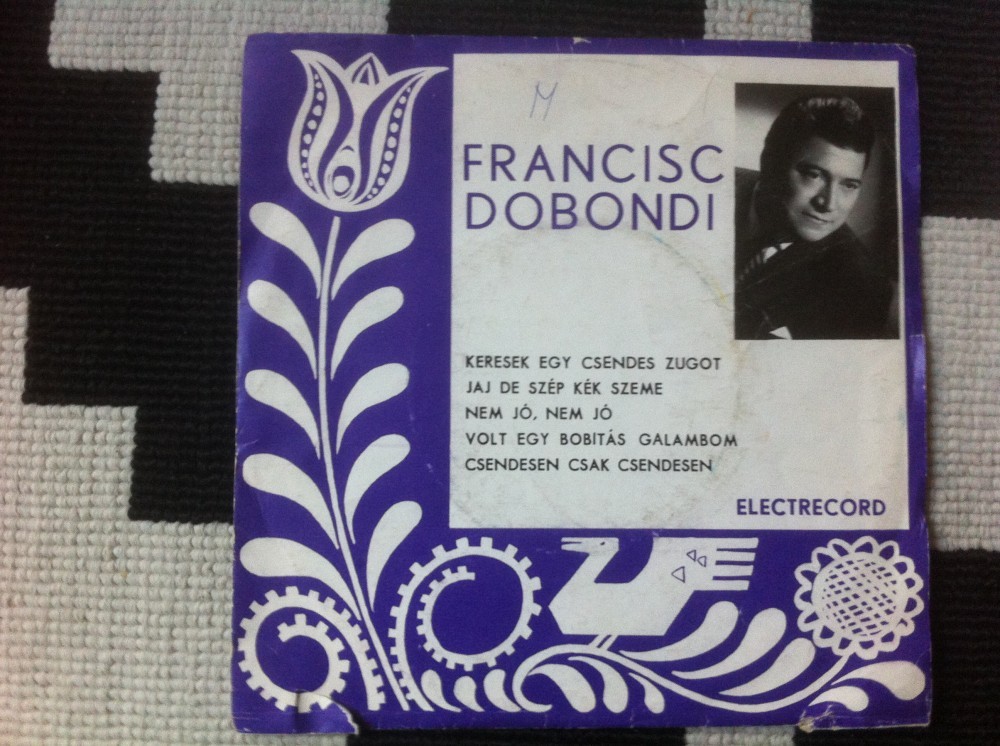 M
FRANCISC
DOBONDI
KERESEK EGY CSENDES ZUGOT
JAJ DE SZÉP KÉK SZEME
NEM JÓ, NEM JÓ
VOLT EGY BOBITÁS GALAMBOM
CSENDESEN CSAK CSENDESEN
ELECTRECORD